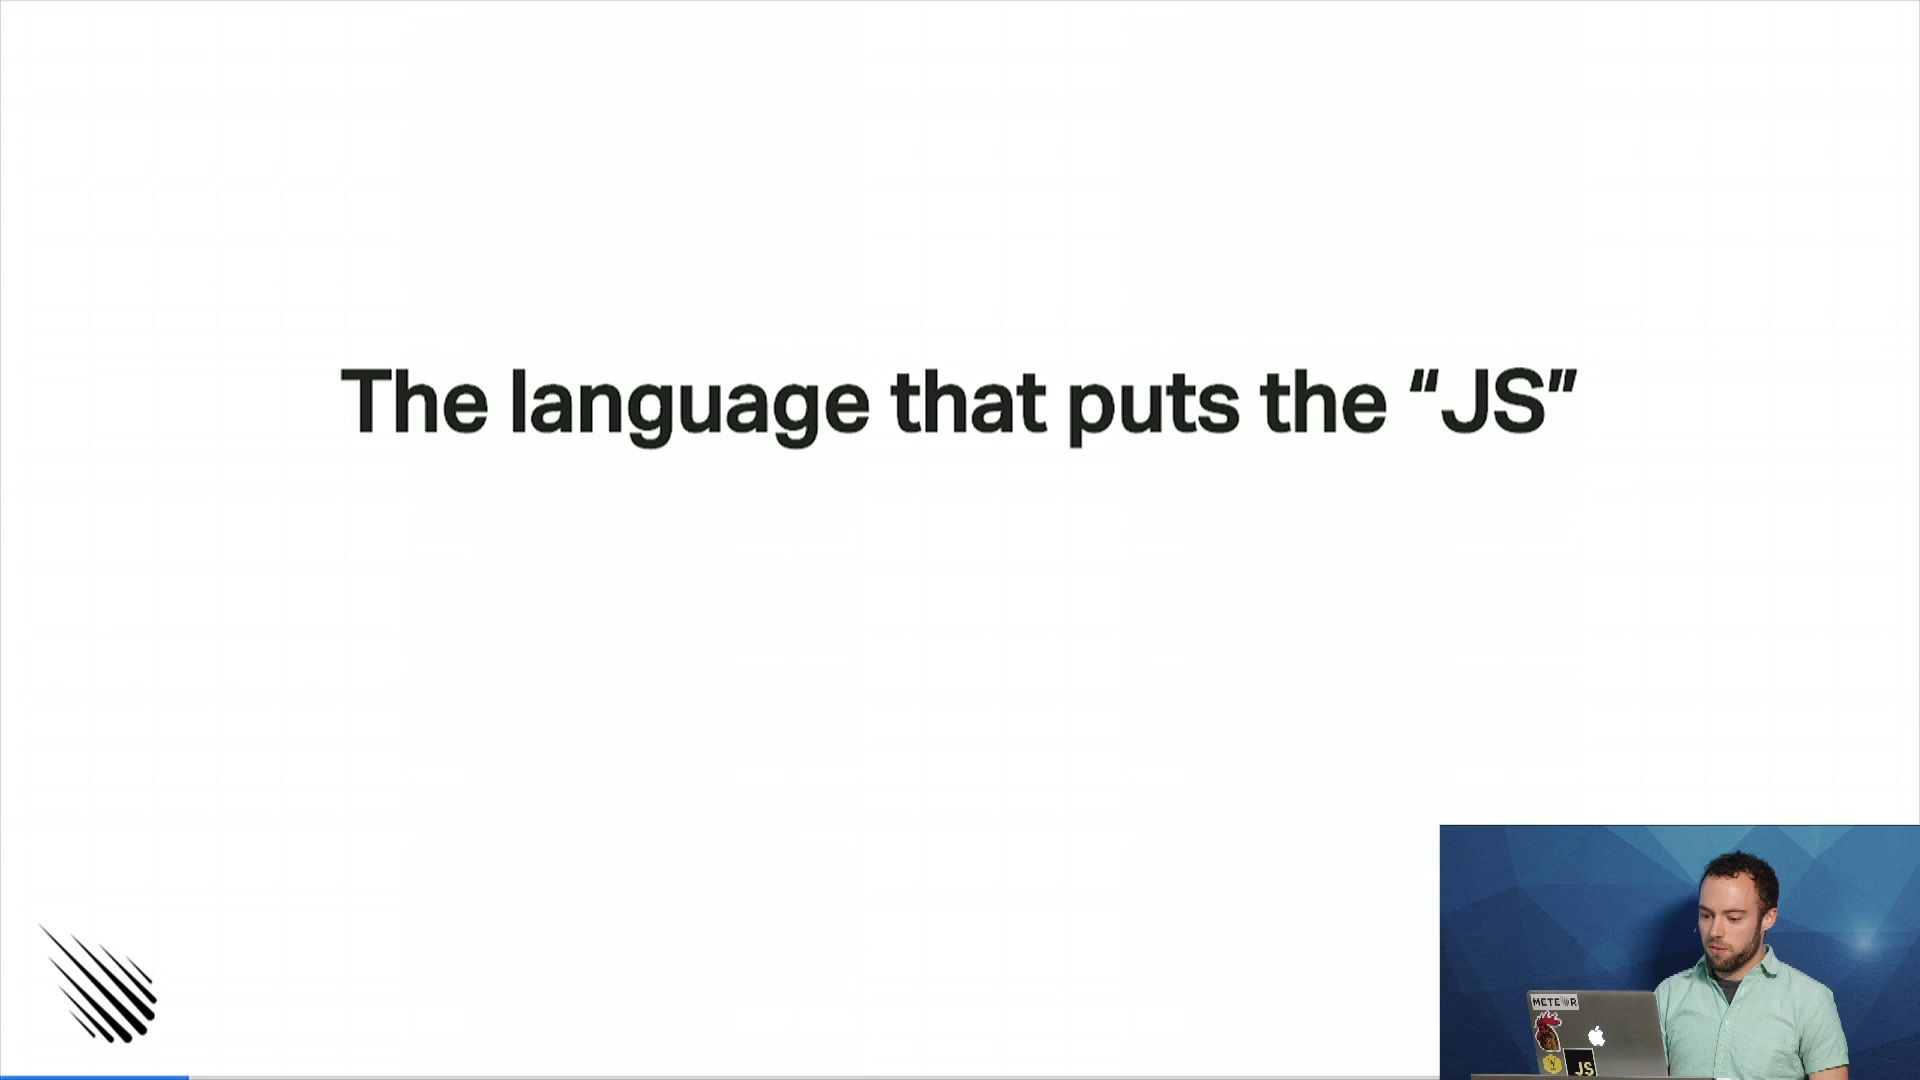 The language that puts the “JS”
METEOR
JS